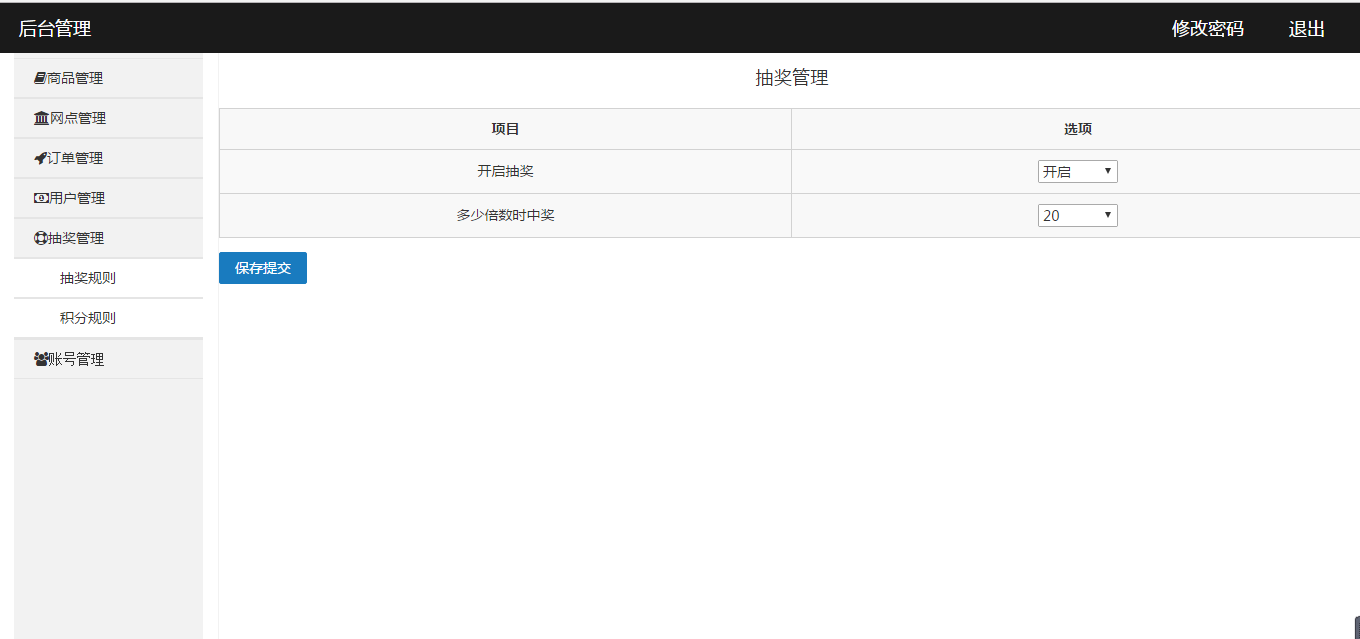 后台管理 修改密码 退出
商品管理
网点管理
订单管理
用户管理
抽奖管理
抽奖规则
积分规则
账号管理
抽奖管理
项目 选项
开启抽奖 开启
多少倍数时中奖 20
保存提交